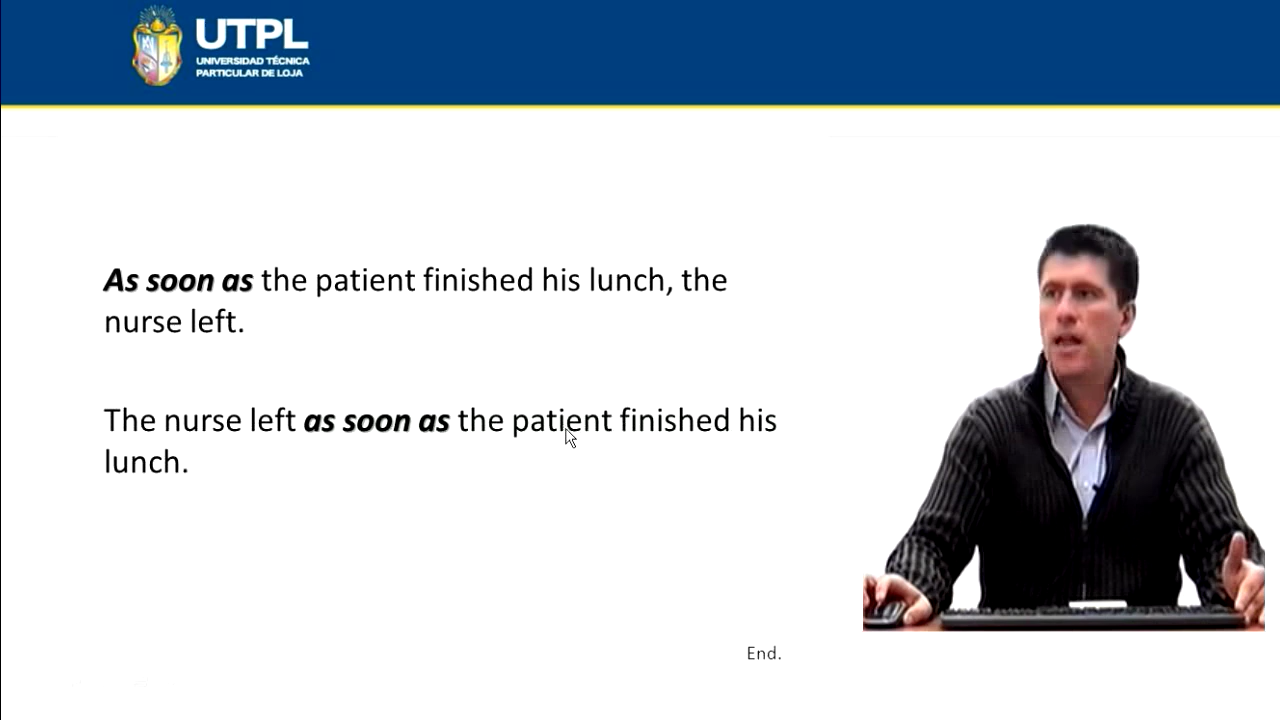 UTPL
UNIVERSIDAD TÉCNICA
PARTICULAR DE LOJA
As soon as the patient finished his lunch, the
nurse left.
The nurse left as soon as the patient finished his
lunch.
End.